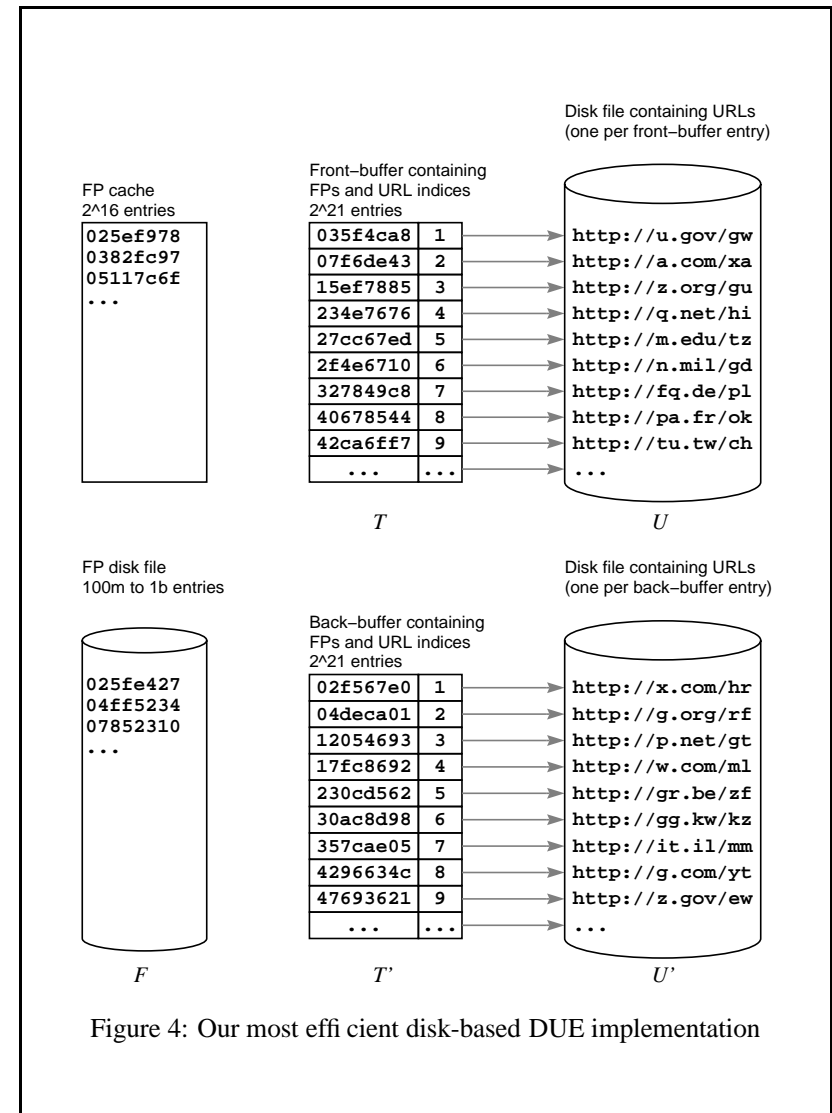 Disk file containing URLs
(one per front−buffer entry)
Front−buffer containing
FPs and URL indices
2^21 entries
FP cache
2^16 entries
025ef978
0382fc97
05117c6f
...
035f4ca8 1 http://u.gov/gw
07f6de43 2 http://a.com/xa
15ef7885 3 http://z.org/gu
234e7676 4 http://q.net/hi
27cc67ed 5 http://m.edu/tz
2f4e6710 6 http://n.mil/gd
327849c8 7 http://fq.de/pl
40678544 8 http://pa.fr/ok
42ca6ff7 9 http://tu.tw/ch
... ... ...
T U
FP disk file
100m to 1b entries
Disk file containing URLs
(one per back−buffer entry)
Back−buffer containing
FPs and URL indices
2^21 entries
025fe427
04ff5234
07852310
...
02f567e0 1 http://x.com/hr
04deca01 2 http://g.org/rf
12054693 3 http://p.net/gt
17fc8692 4 http://w.com/ml
230cd562 5 http://gr.be/zf
30ac8d98 6 http://gg.kw/kz
357cae05 7 http://it.il/mm
4296634c 8 http://g.com/yt
47693621 9 http://z.gov/ew
... ... ...
F T’ U’
Figure 4: Our most effi cient disk-based DUE implementation